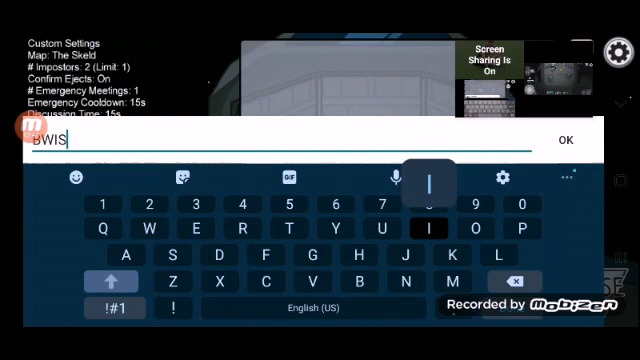 Custom Settings
Map: The Skeld
# Impostors: 2 (Limit: 1)
Confirm Ejects: On
# Emergency Meetings: 1
Emergency Cooldown: 15s
Discussion Time: 15s
Screen
Sharing Is
On
BWIS
OK
GIF
I
1 2 3 4 5 6 7 8 9 0
Q W E R T Y U I O P
A S D F G H J K L
Z X C V B N M
!#1 ! English (US)
Recorded by Mobizen